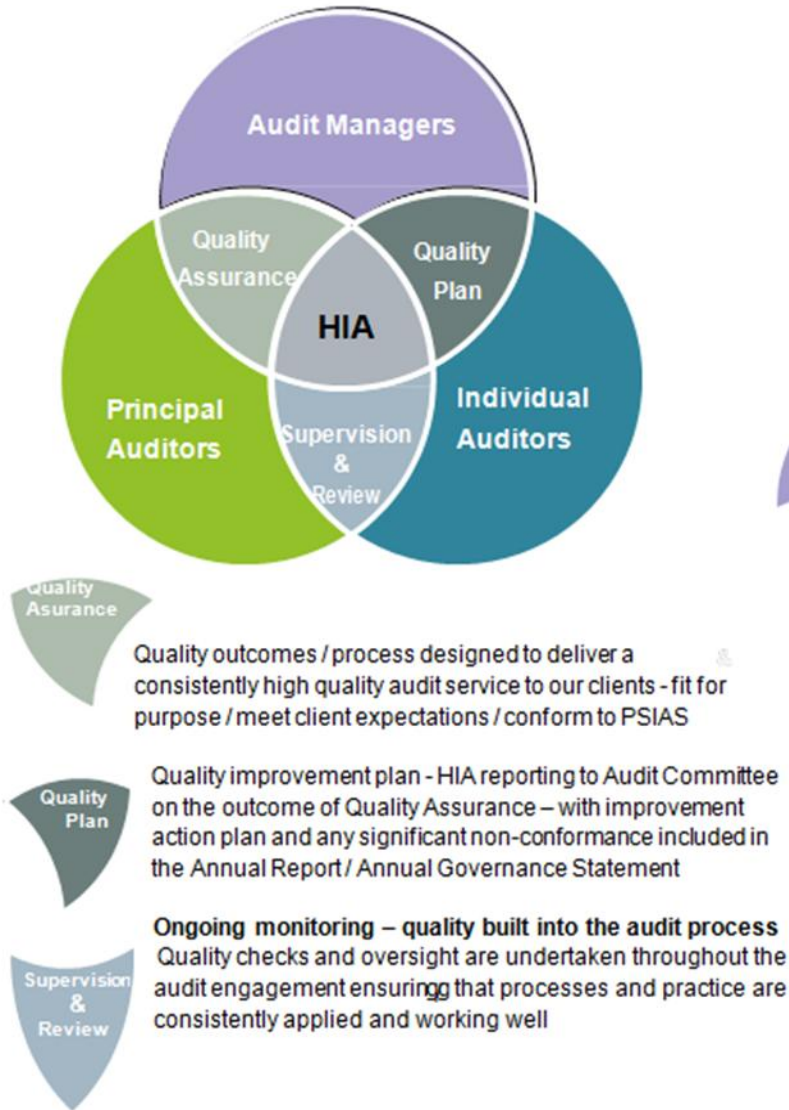 Audit Managers
Quality
Assurance
Quality
Plan
HIA
Principal
Auditors
Individual
Auditors
Supervision
&
Review
Quality
Asurance
Quality outcomes / process designed to deliver a
&
consistently high quality audit service to our clients - fit for
purpose / meet client expectations / conform to PSIAS
Quality
Plan
Quality improvement plan - HIA reporting to Audit Committee
on the outcome of Quality Assurance – with improvement
action plan and any significant non-conformance included in
the Annual Report / Annual Governance Statement
Supervision
&
Review
Ongoing monitoring – quality built into the audit process
Quality checks and oversight are undertaken throughout the
audit engagement ensuringg that processes and practice are
consistently applied and working well